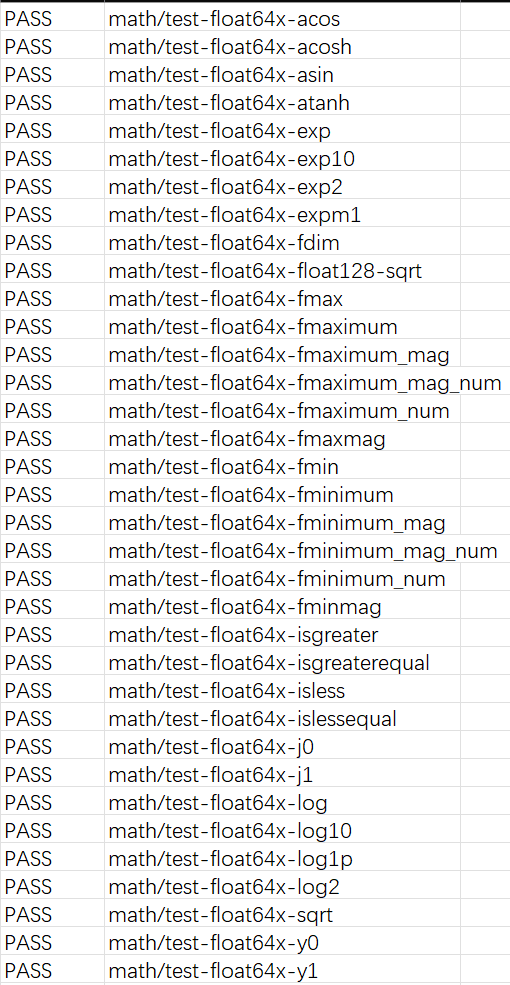 PASS math/test-float64x-acos
PASS math/test-float64x-acosh
PASS math/test-float64x-asin
PASS math/test-float64x-atanh
PASS math/test-float64x-exp
PASS math/test-float64x-exp10
PASS math/test-float64x-exp2
PASS math/test-float64x-expm1
PASS math/test-float64x-fdim
PASS math/test-float64x-float128-sqrt
PASS math/test-float64x-fmax
PASS math/test-float64x-fmaximum
PASS math/test-float64x-fmaximum_mag
PASS math/test-float64x-fmaximum_mag_num
PASS math/test-float64x-fmaximum_num
PASS math/test-float64x-fmaxmag
PASS math/test-float64x-fmin
PASS math/test-float64x-fminimum
PASS math/test-float64x-fminimum_mag
PASS math/test-float64x-fminimum_mag_num
PASS math/test-float64x-fminimum_num
PASS math/test-float64x-fminmag
PASS math/test-float64x-isgreater
PASS math/test-float64x-isgreaterequal
PASS math/test-float64x-isless
PASS math/test-float64x-islessequal
PASS math/test-float64x-j0
PASS math/test-float64x-j1
PASS math/test-float64x-log
PASS math/test-float64x-log10
PASS math/test-float64x-log1p
PASS math/test-float64x-log2
PASS math/test-float64x-sqrt
PASS math/test-float64x-y0
PASS math/test-float64x-y1